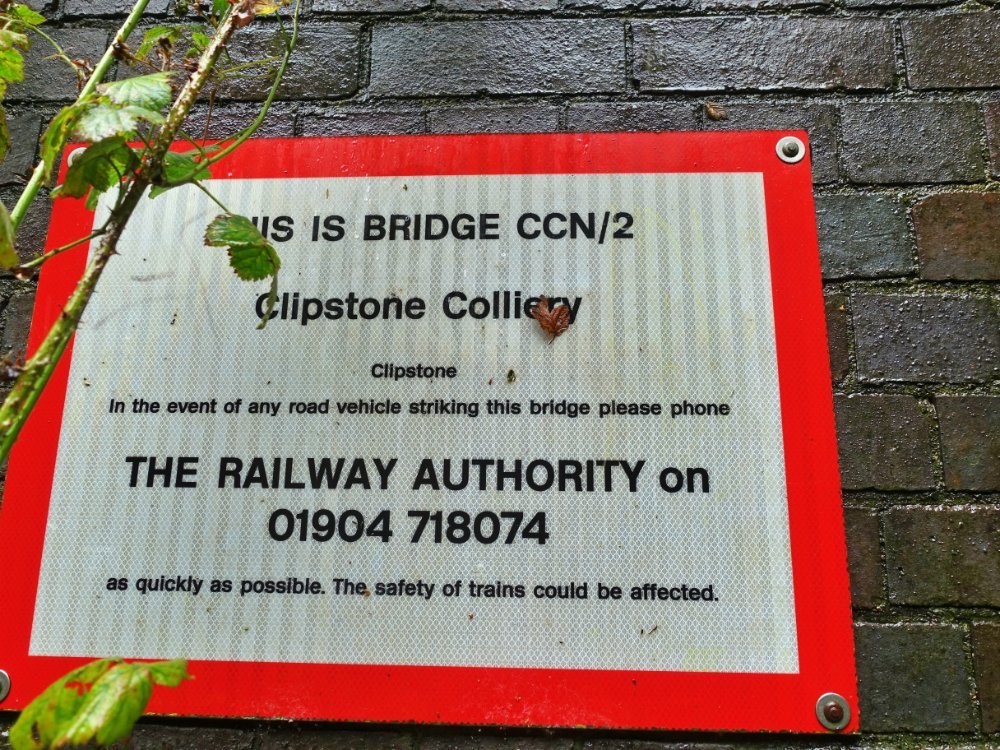 THIS IS BRIDGE CCN/2
Clipstone Colliery
Clipstone
In the event of any road vehicle striking this bridge please phone
THE RAILWAY AUTHORITY on
01904 718074
as quickly as possible. The safety of trains could be affected.